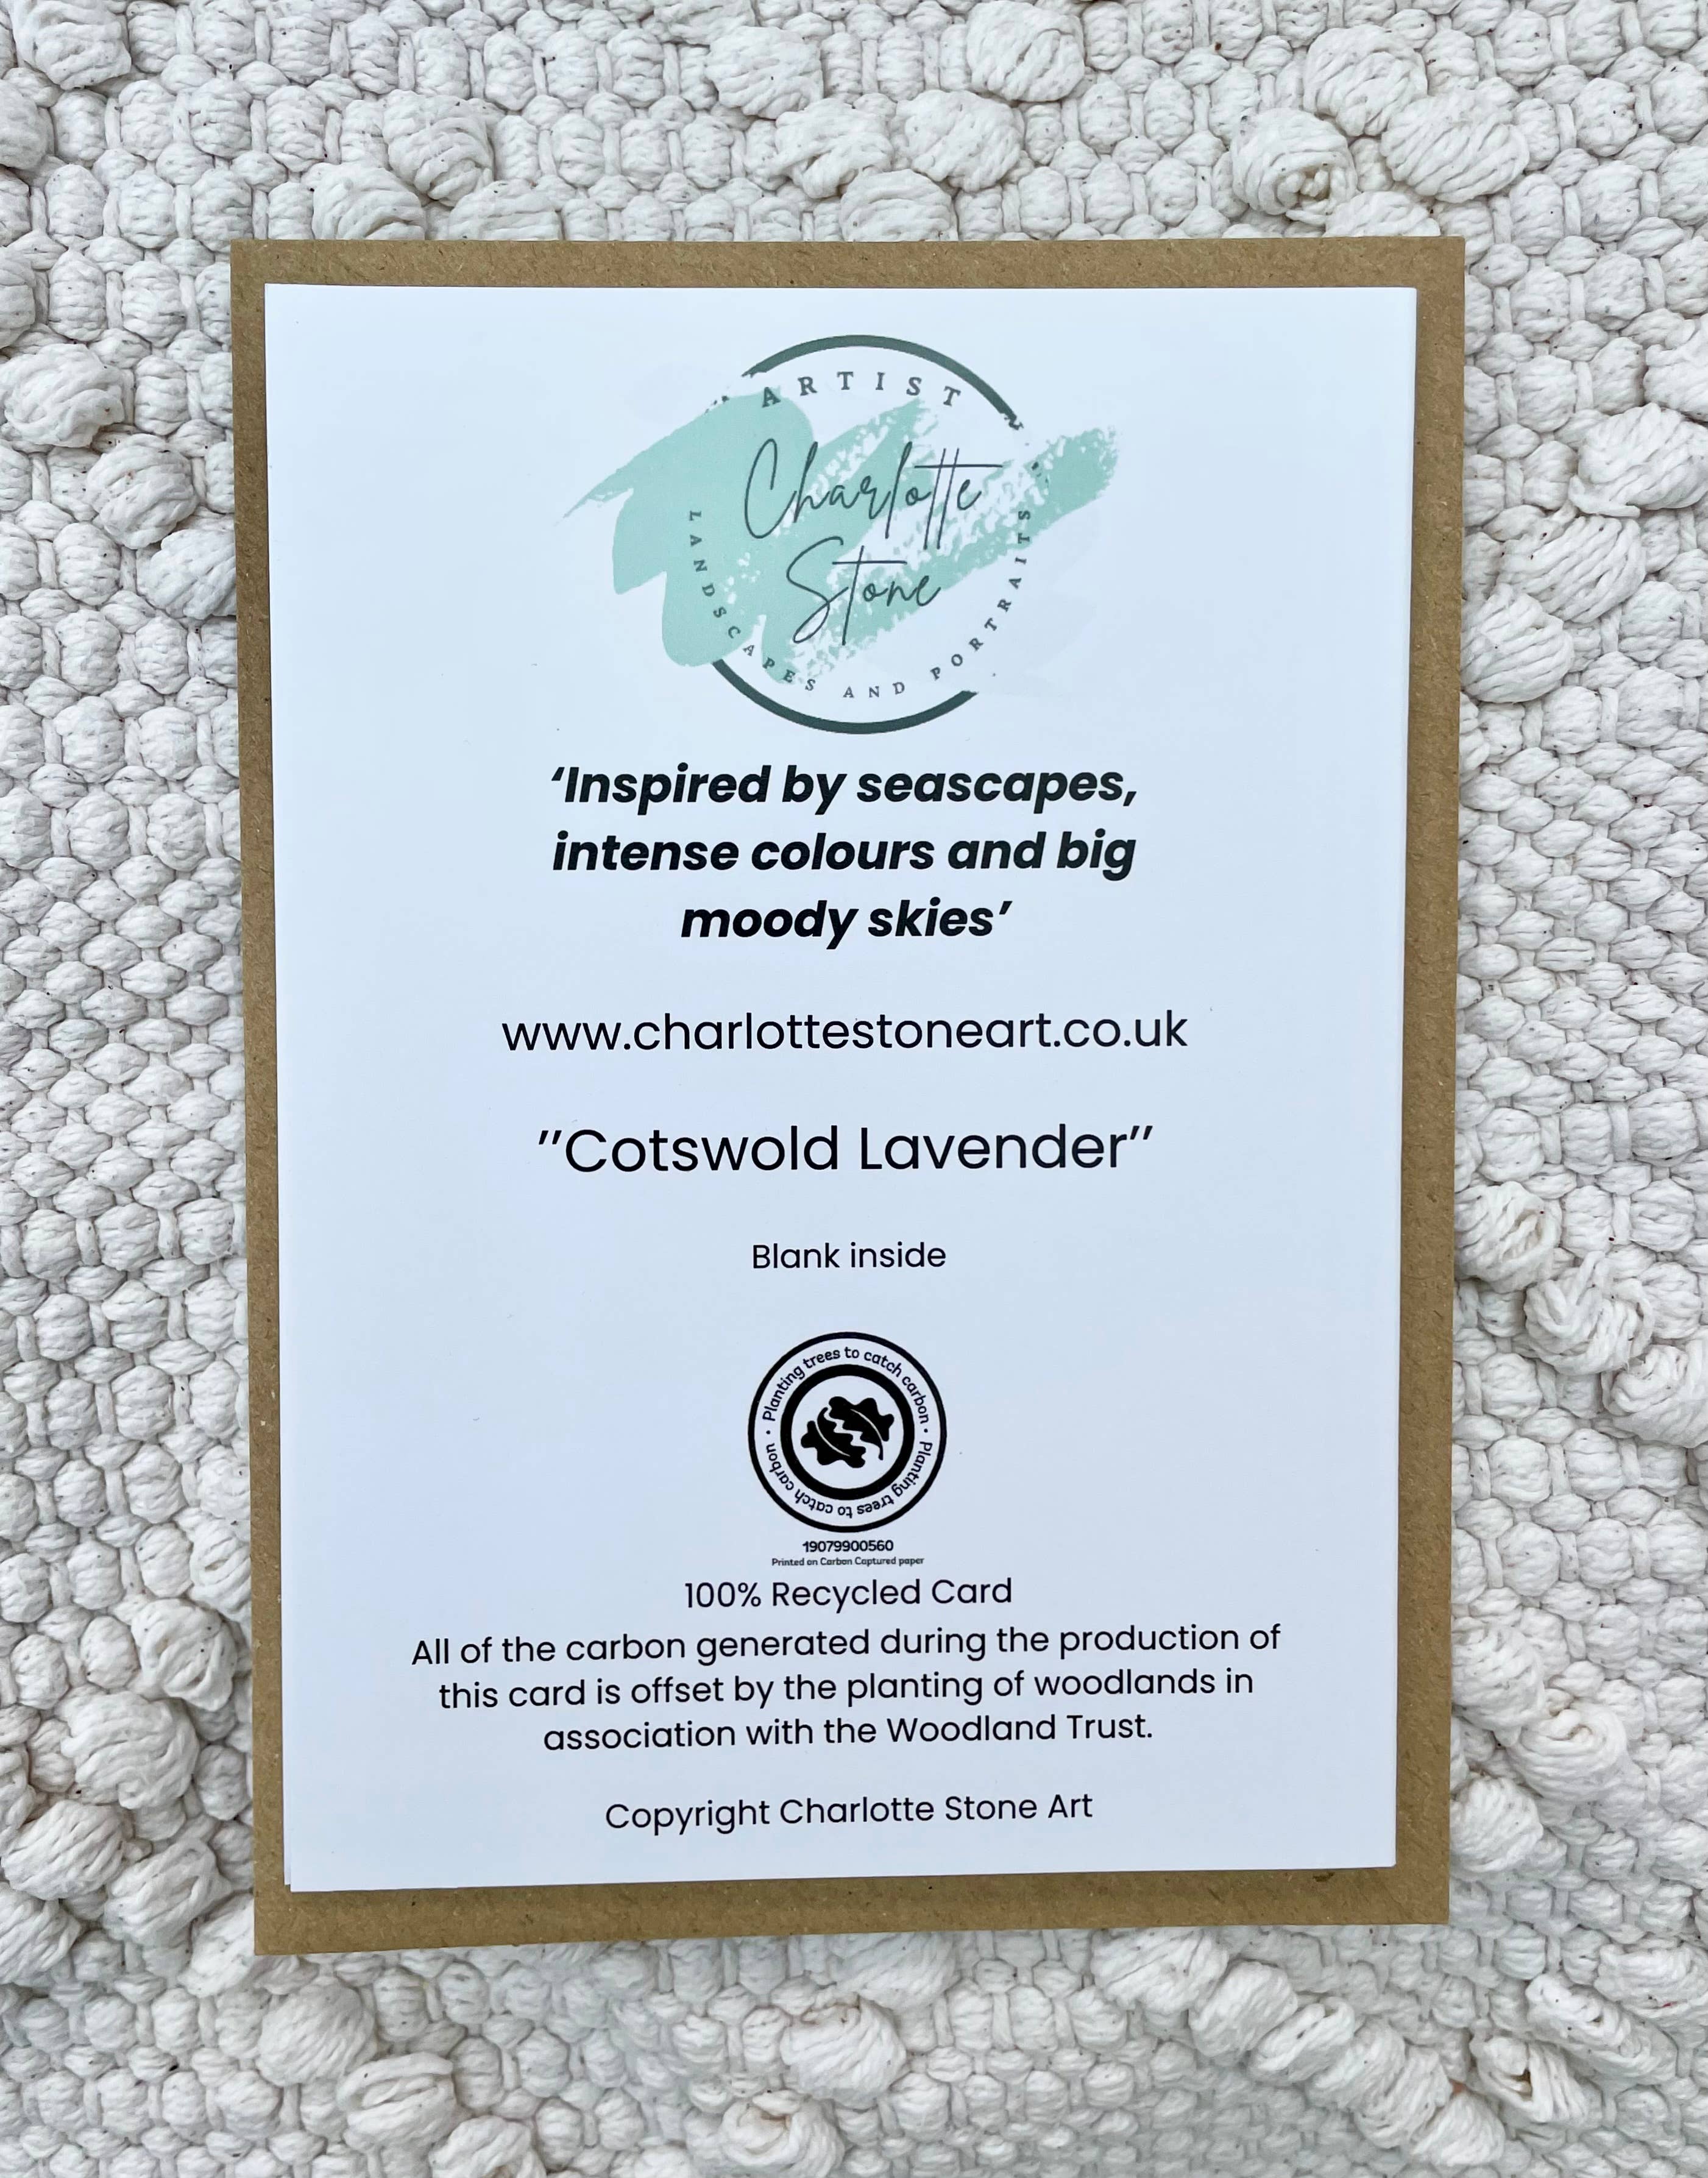 ARTIST
Charlotte
Stone
LANDSCAPES AND PORTRAITS
‘Inspired by seascapes,
intense colours and big
moody skies’
www.charlottestoneart.co.uk
"Cotswold Lavender"
Blank inside
Planting trees to catch carbon • Planting trees to catch carbon •
19079900560
Printed on Carbon Captured paper
100% Recycled Card
All of the carbon generated during the production of
this card is offset by the planting of woodlands in
association with the Woodland Trust.
Copyright Charlotte Stone Art